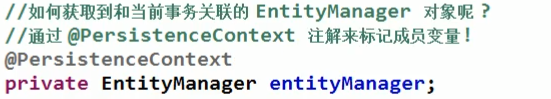 //如何获取到和当前事务关联的 EntityManager 对象呢 ?
//通过 @PersistenceContext 注解来标记成员变量!
@PersistenceContext
private EntityManager entityManager;